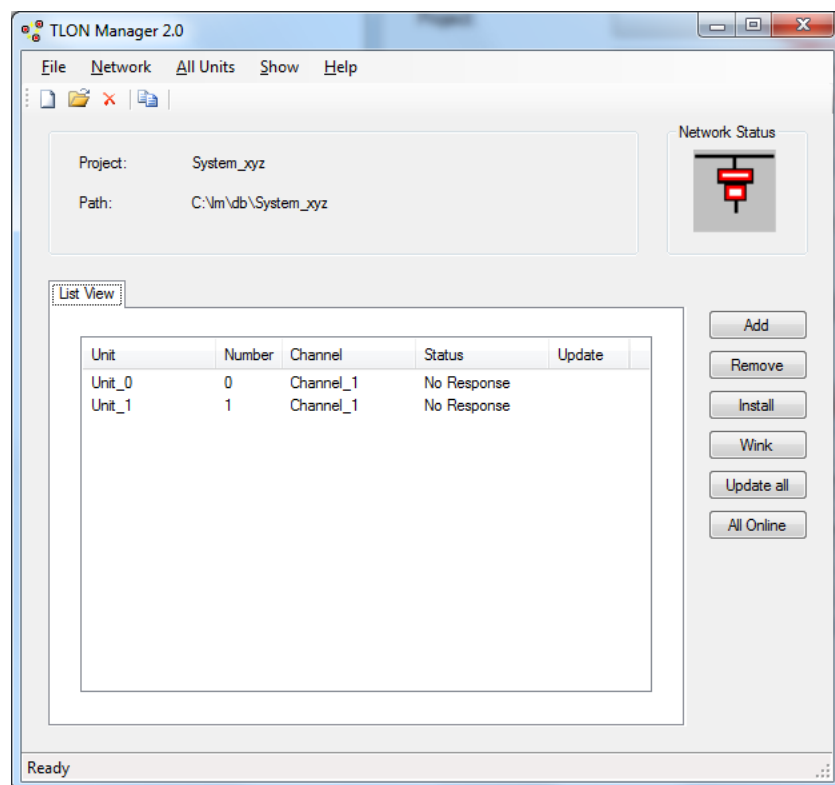 TLON Manager 2.0
File Network All Units Show Help
Network Status
Project: System_xyz
Path: C:\lm\db\System_xyz
List View
Unit Number Channel Status Update
Unit_0 0 Channel_1 No Response
Unit_1 1 Channel_1 No Response
Add
Remove
Install
Wink
Update all
All Online
Ready